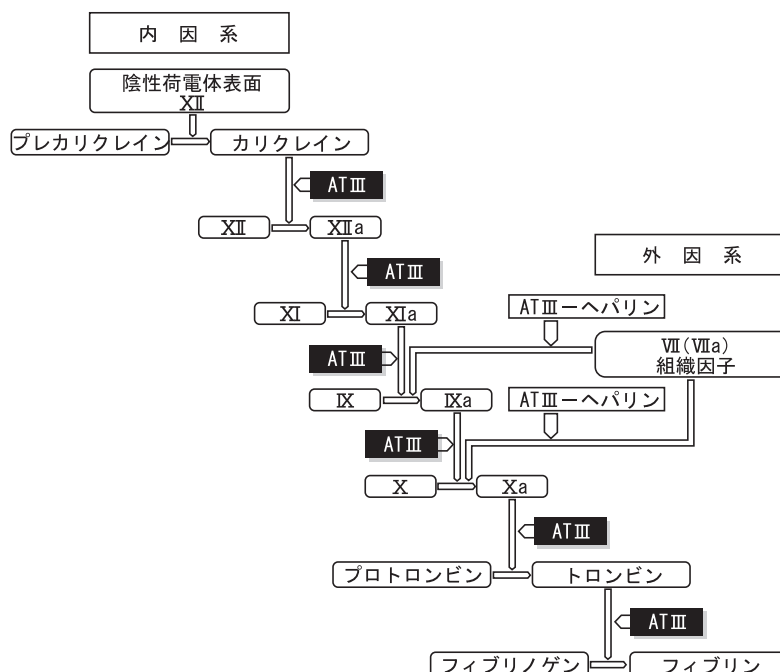 内因系
陰性荷電体表面
XII
プレカリクレイン
カリクレイン
ATIII
XII
XIIa
ATIII
外因系
XI
XIa
ATIII－ヘパリン
ATIII
VII(VIIa)
組織因子
IX
IXa
ATIII－ヘパリン
ATIII
X
Xa
ATIII
プロトロンビン
トロンビン
ATIII
フィブリノゲン
フィブリン